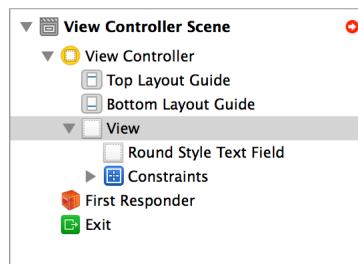 View Controller Scene
View Controller
Top Layout Guide
Bottom Layout Guide
View
Round Style Text Field
Constraints
First Responder
Exit